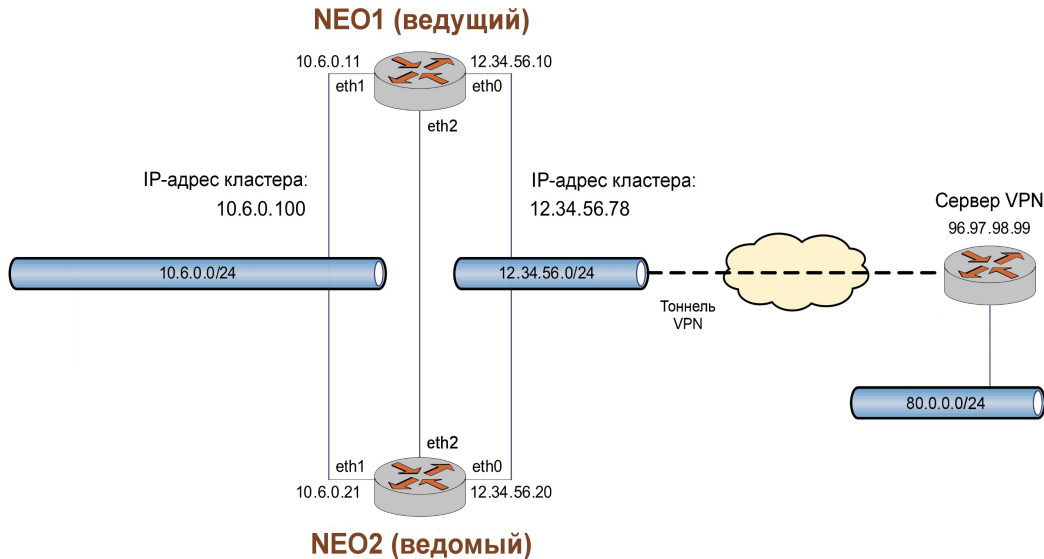 NEO1 (ведущий)
10.6.0.11
12.34.56.10
eth1
eth0
eth2
IP-адрес кластера:
10.6.0.100
IP-адрес кластера:
12.34.56.78
Сервер VPN
96.97.98.99
10.6.0.0/24
12.34.56.0/24
Тоннель
VPN
80.0.0.0/24
eth2
eth1
eth0
10.6.0.21
12.34.56.20
NEO2 (ведомый)